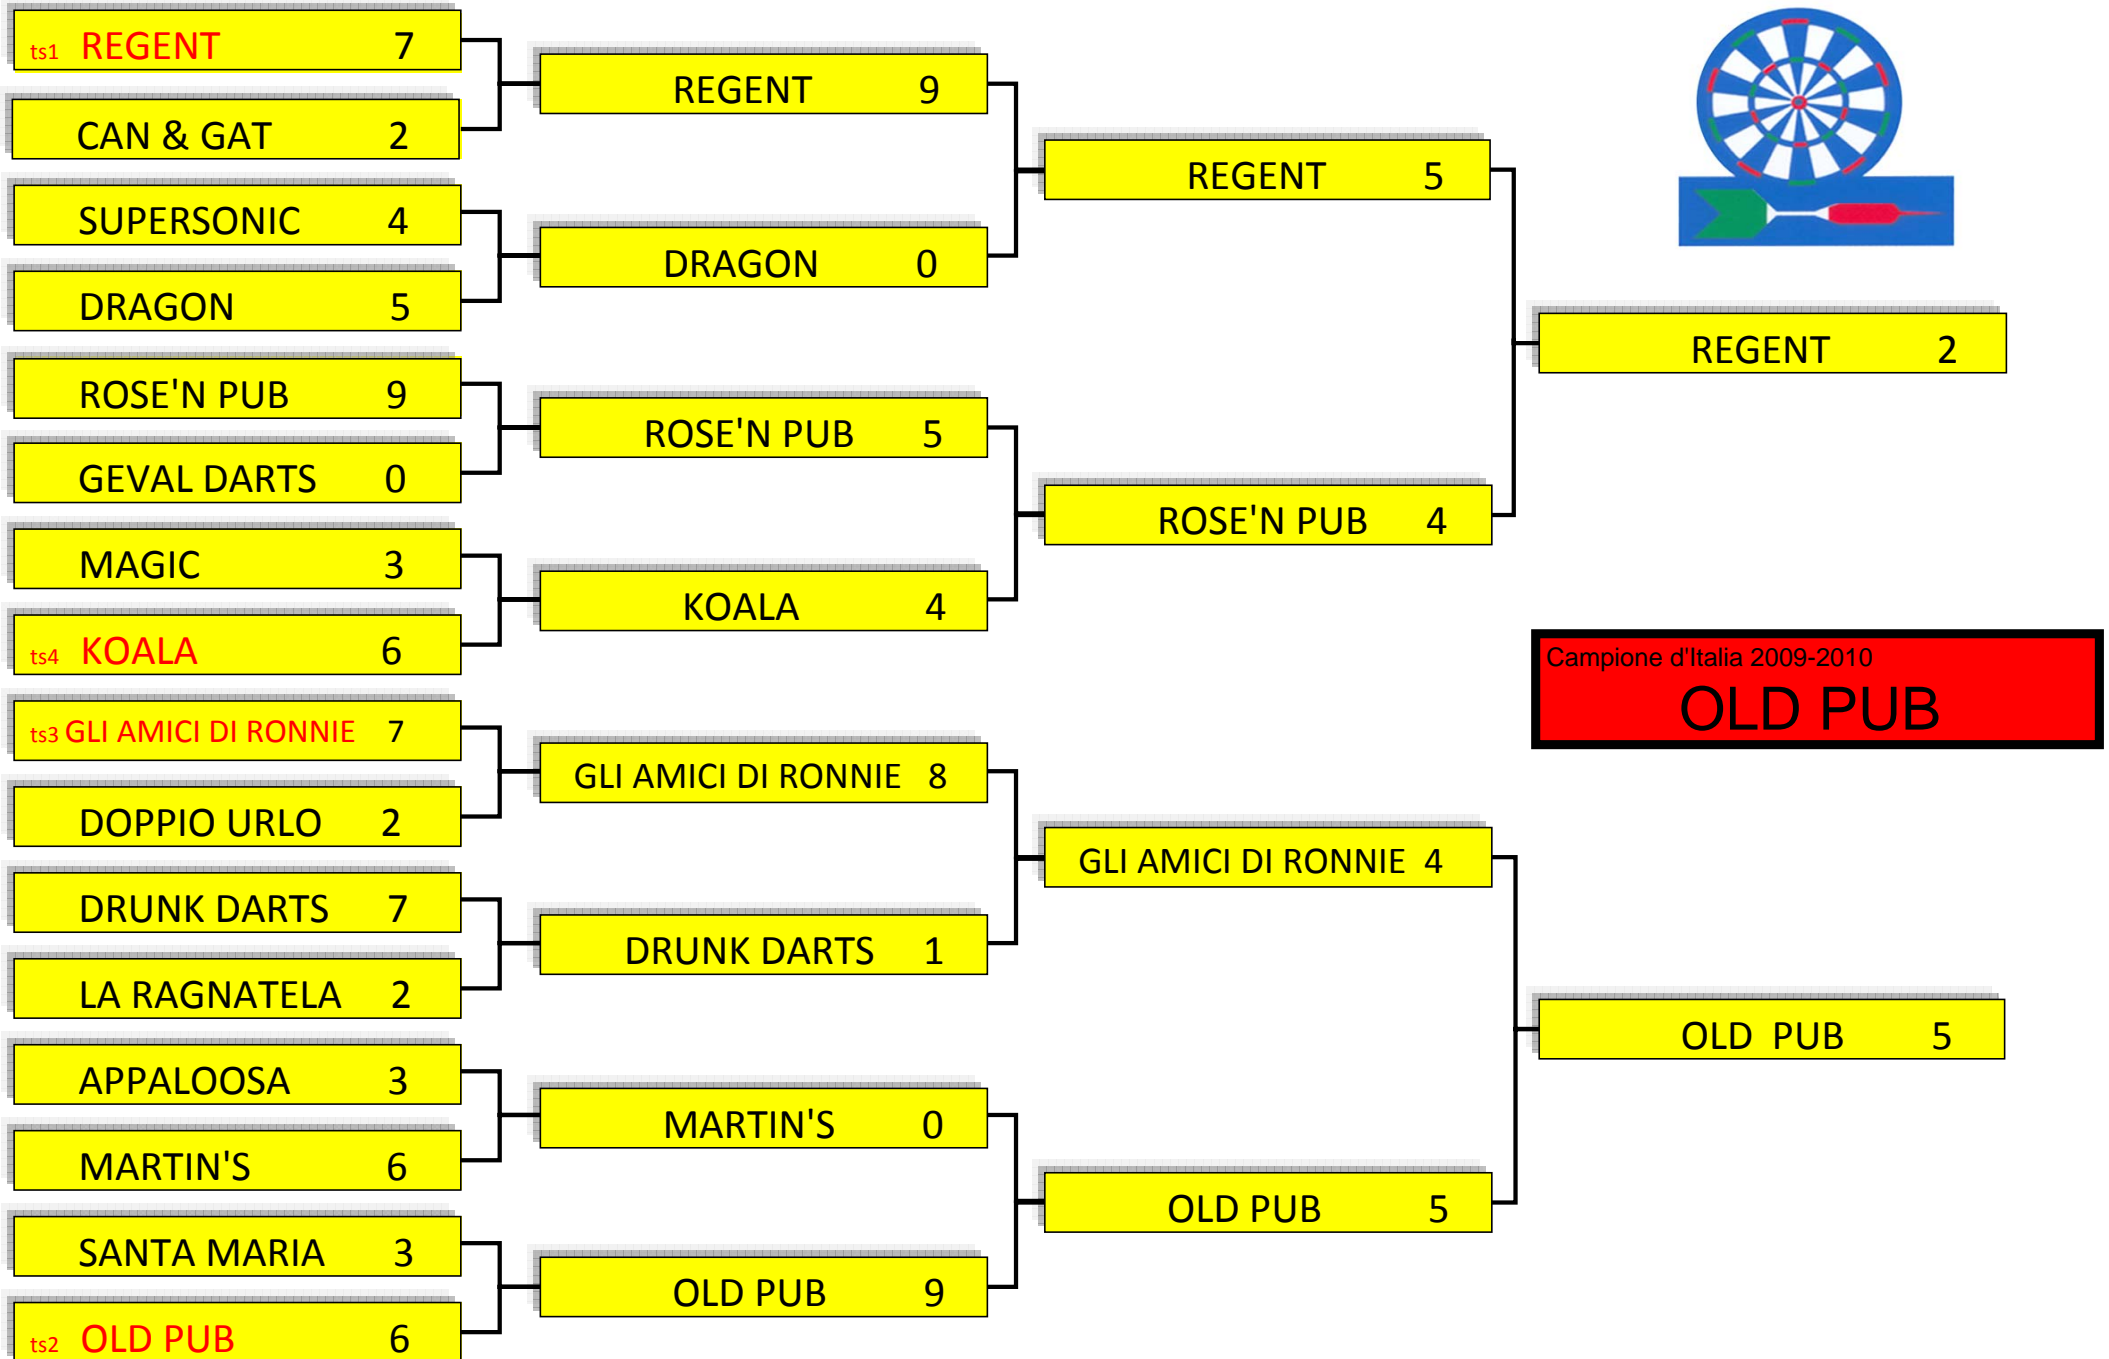 ts1 REGENT 7
CAN & GAT 2
SUPERSONIC 4
DRAGON 5
ROSE'N PUB 9
GEVAL DARTS 0
MAGIC 3
ts4 KOALA 6
ts3 GLI AMICI DI RONNIE 7
DOPPIO URLO 2
DRUNK DARTS 7
LA RAGNATELA 2
APPALOOSA 3
MARTIN'S 6
SANTA MARIA 3
ts2 OLD PUB 6
REGENT 9
DRAGON 0
ROSE'N PUB 5
KOALA 4
GLI AMICI DI RONNIE 8
DRUNK DARTS 1
MARTIN'S 0
OLD PUB 9
REGENT 5
ROSE'N PUB 4
GLI AMICI DI RONNIE 4
OLD PUB 5
REGENT 2
OLD PUB 5
Campione d'Italia 2009-2010
OLD PUB